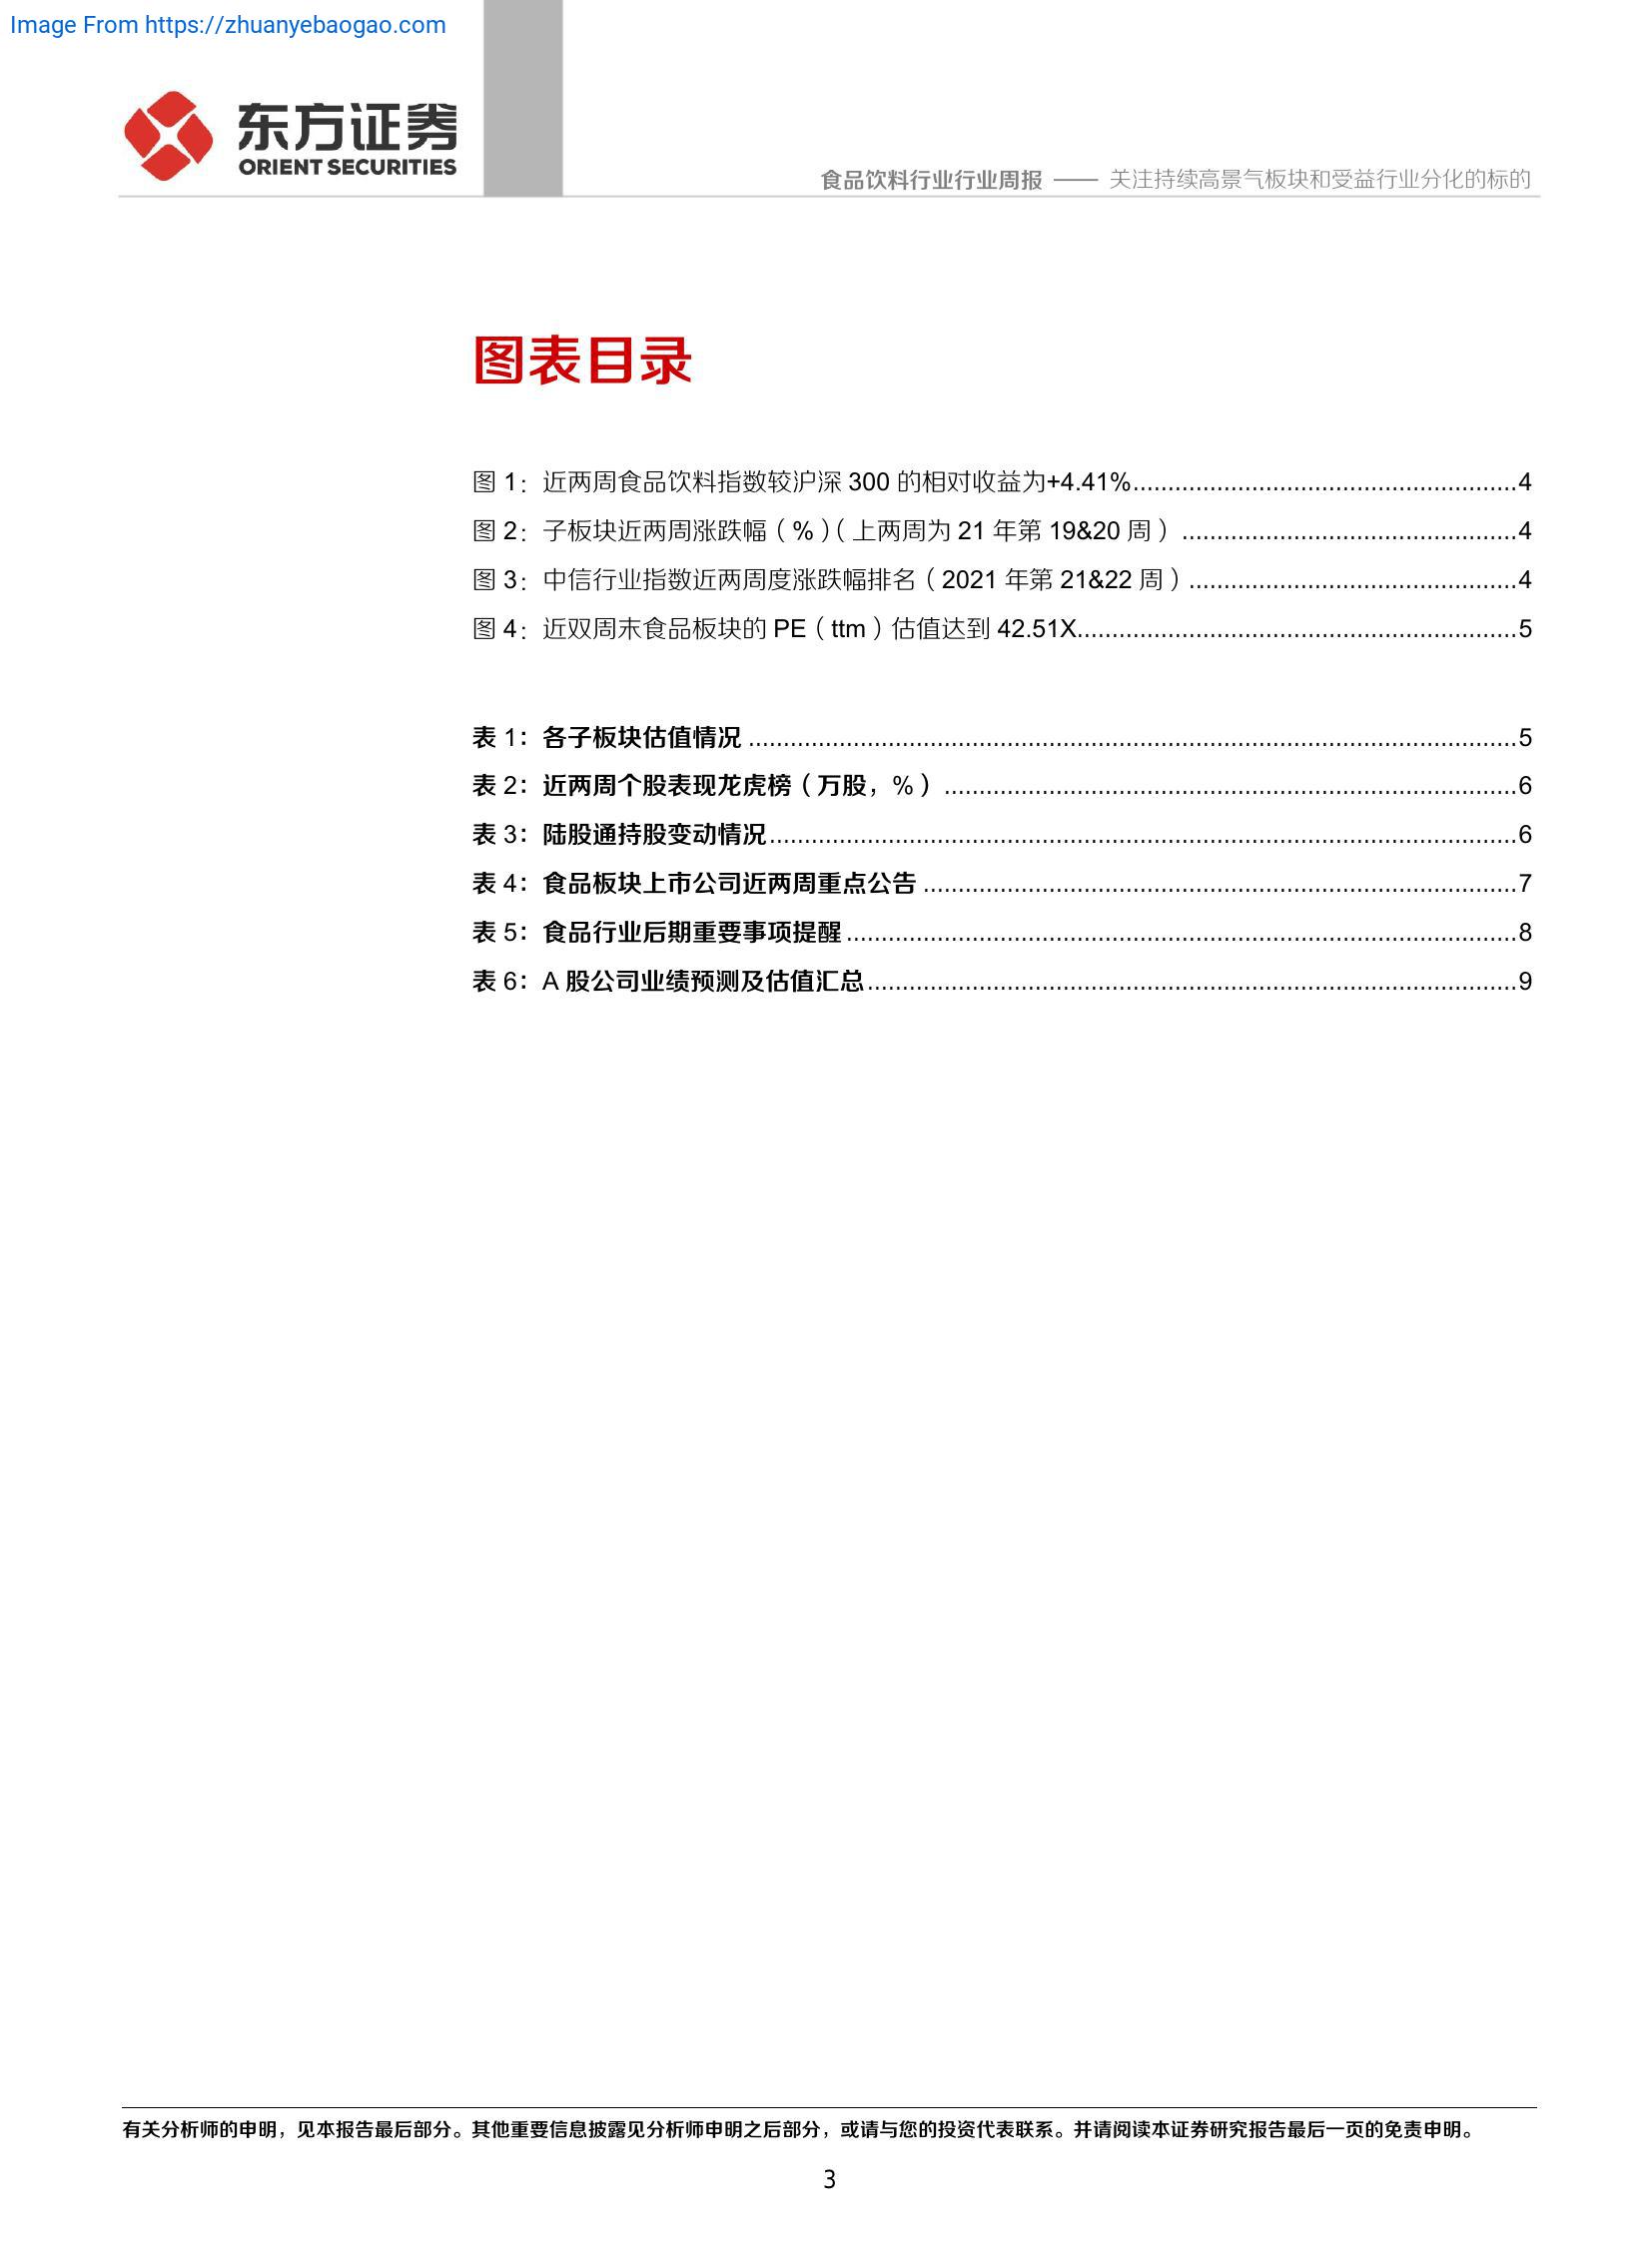 Image From https://zhuanyebaogao.com
东方证券
ORIENT SECURITIES
食品饮料行业行业周报 —— 关注持续高景气板块和受益行业分化的标的
图表目录
图 1：近两周食品饮料指数较沪深 300 的相对收益为+4.41%.......................................................4
图 2：子板块近两周涨跌幅（%）（上两周为 21 年第 19&20 周）................................................4
图 3：中信行业指数近两周度涨跌幅排名（2021 年第 21&22 周）...............................................4
图 4：近双周末食品板块的 PE（ttm）估值达到 42.51X...............................................................5
表 1：各子板块估值情况..............................................................................................................5
表 2：近两周个股表现龙虎榜（万股，%）..................................................................................6
表 3：陆股通持股变动情况...........................................................................................................6
表 4：食品板块上市公司近两周重点公告.....................................................................................7
表 5：食品行业后期重要事项提醒................................................................................................8
表 6：A 股公司业绩预测及估值汇总.............................................................................................9
有关分析师的申明，见本报告最后部分。其他重要信息披露见分析师申明之后部分，或请与您的投资代表联系。并请阅读本证券研究报告最后一页的免责申明。
3